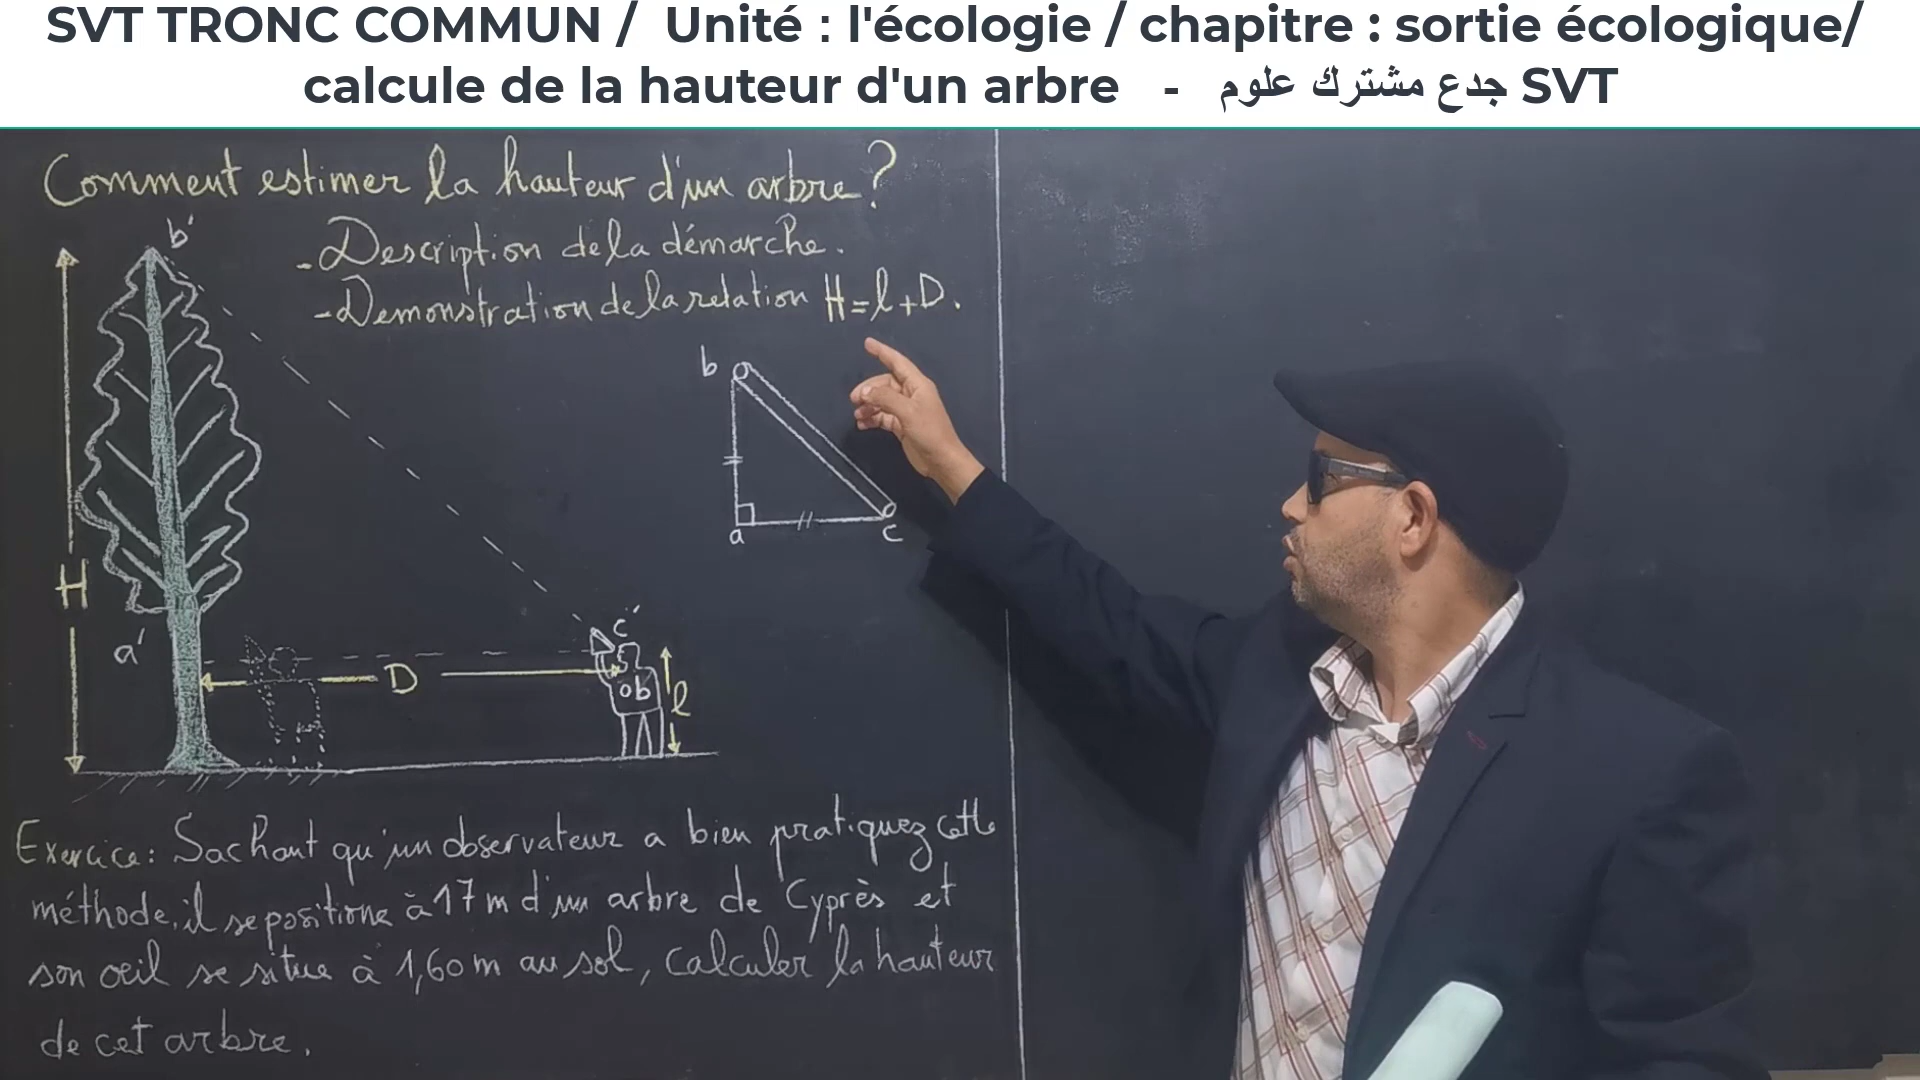 SVT TRONC COMMUN / Unité : l'écologie / chapitre : sortie écologique/
calcule de la hauteur d'un arbre - جدع مشترك علوم SVT
Comment estimer la hauteur d'un arbre?
- Description de la démarche.
- Demonstration de la relation H=l+D.
b'
b
a
c
H
a'
c'
D
ob
l
Exercice: Sachant qu'un observateur a bien pratiquez cette
méthode, il se positione à 17 m d'un arbre de Cyprès et
son œil se situe à 1,60 m au sol, calculer la hauteur
de cet arbre.